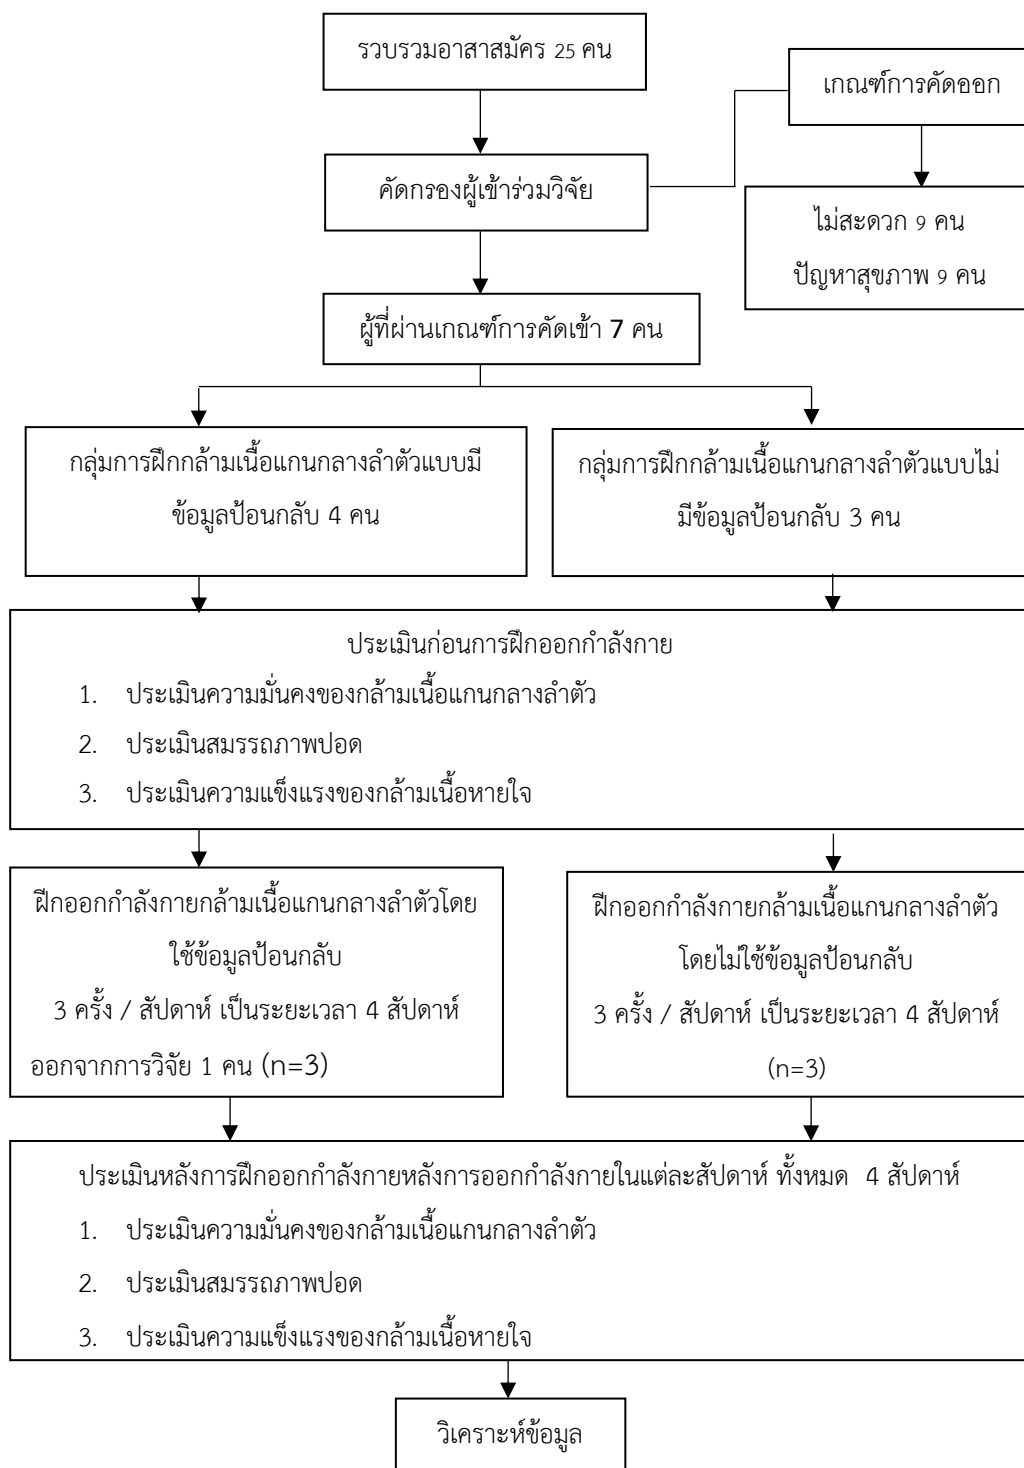 รวบรวมอาสาสมัคร 25 คน
เกณฑ์การคัดออก
คัดกรองผู้เข้าร่วมวิจัย
ไม่สะดวก 9 คน
ปัญหาสุขภาพ 9 คน
ผู้ที่ผ่านเกณฑ์การคัดเข้า 7 คน
กลุ่มการฝึกกล้ามเนื้อแกนกลางลำตัวแบบมี
ข้อมูลป้อนกลับ 4 คน
กลุ่มการฝึกกล้ามเนื้อแกนกลางลำตัวแบบไม่
มีข้อมูลป้อนกลับ 3 คน
ประเมินก่อนการฝึกออกกำลังกาย
1. ประเมินความมั่นคงของกล้ามเนื้อแกนกลางลำตัว
2. ประเมินสมรรถภาพปอด
3. ประเมินความแข็งแรงของกล้ามเนื้อหายใจ
ฝึกออกกำลังกายกล้ามเนื้อแกนกลางลำตัวโดย
ใช้ข้อมูลป้อนกลับ
3 ครั้ง / สัปดาห์ เป็นระยะเวลา 4 สัปดาห์
ออกจากการวิจัย 1 คน (n=3)
ฝึกออกกำลังกายกล้ามเนื้อแกนกลางลำตัว
โดยไม่ใช้ข้อมูลป้อนกลับ
3 ครั้ง / สัปดาห์ เป็นระยะเวลา 4 สัปดาห์
(n=3)
ประเมินหลังการฝึกออกกำลังกายหลังการออกกำลังกายในแต่ละสัปดาห์ ทั้งหมด 4 สัปดาห์
1. ประเมินความมั่นคงของกล้ามเนื้อแกนกลางลำตัว
2. ประเมินสมรรถภาพปอด
3. ประเมินความแข็งแรงของกล้ามเนื้อหายใจ
วิเคราะห์ข้อมูล